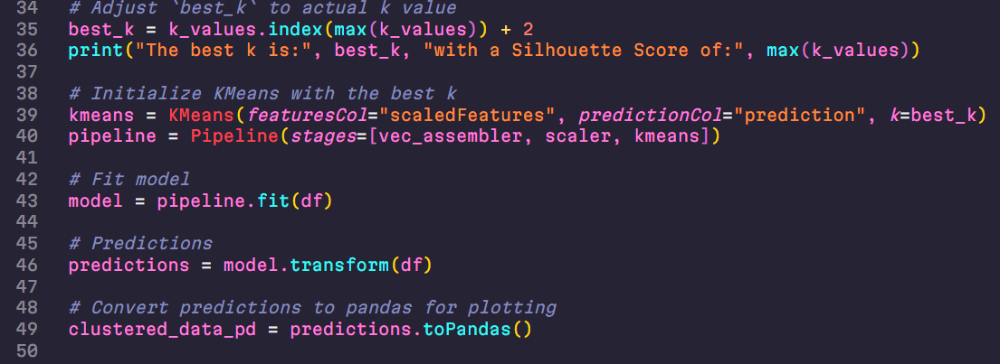 34 # Adjust `best_k` to actual k value
35 best_k = k_values.index(max(k_values)) + 2
36 print("The best k is:", best_k, "with a Silhouette Score of:", max(k_values))
37
38 # Initialize KMeans with the best k
39 kmeans = KMeans(featuresCol="scaledFeatures", predictionCol="prediction", k=best_k)
40 pipeline = Pipeline(stages=[vec_assembler, scaler, kmeans])
41
42 # Fit model
43 model = pipeline.fit(df)
44
45 # Predictions
46 predictions = model.transform(df)
47
48 # Convert predictions to pandas for plotting
49 clustered_data_pd = predictions.toPandas()
50